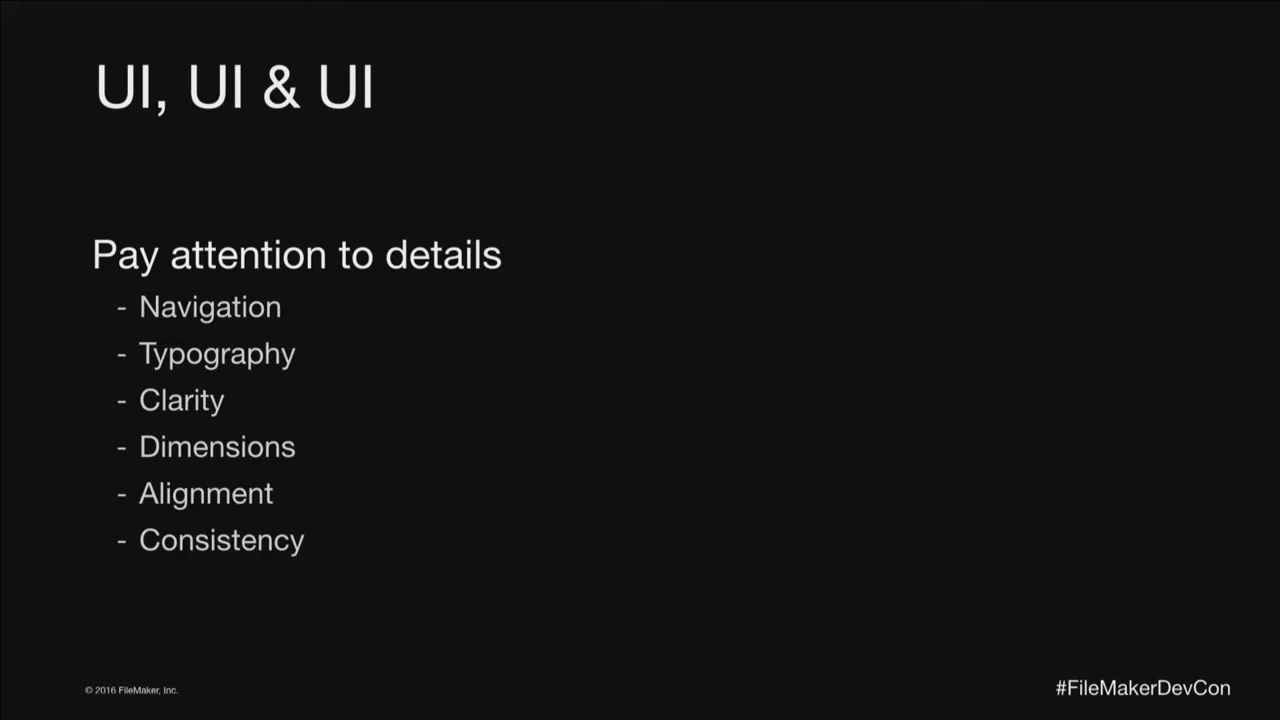 UI, UI & UI
Pay attention to details
- Navigation
- Typography
- Clarity
- Dimensions
- Alignment
- Consistency
© 2016 FileMaker, Inc.
#FileMakerDevCon